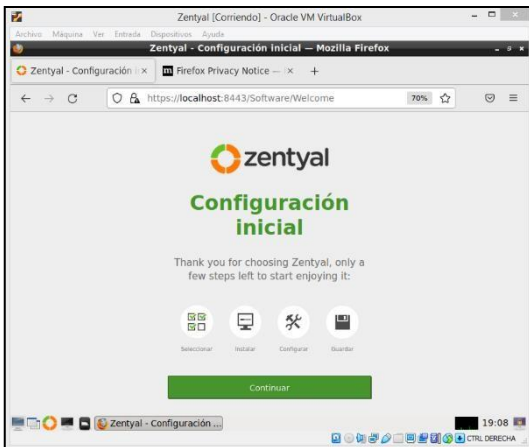 Zentyal [Corriendo] - Oracle VM VirtualBox
Archivo Máquina Ver Entrada Dispositivos Ayuda
Zentyal - Configuración inicial — Mozilla Firefox
Zentyal - Configuración i × Firefox Privacy Notice — × +
https://localhost:8443/Software/Welcome 70%
zentyal
Configuración
inicial
Thank you for choosing Zentyal, only a
few steps left to start enjoying it:
Seleccionar Instalar Configurar Guardar
Continuar
Zentyal - Configuración ... 19:08
CTRL DERECHA